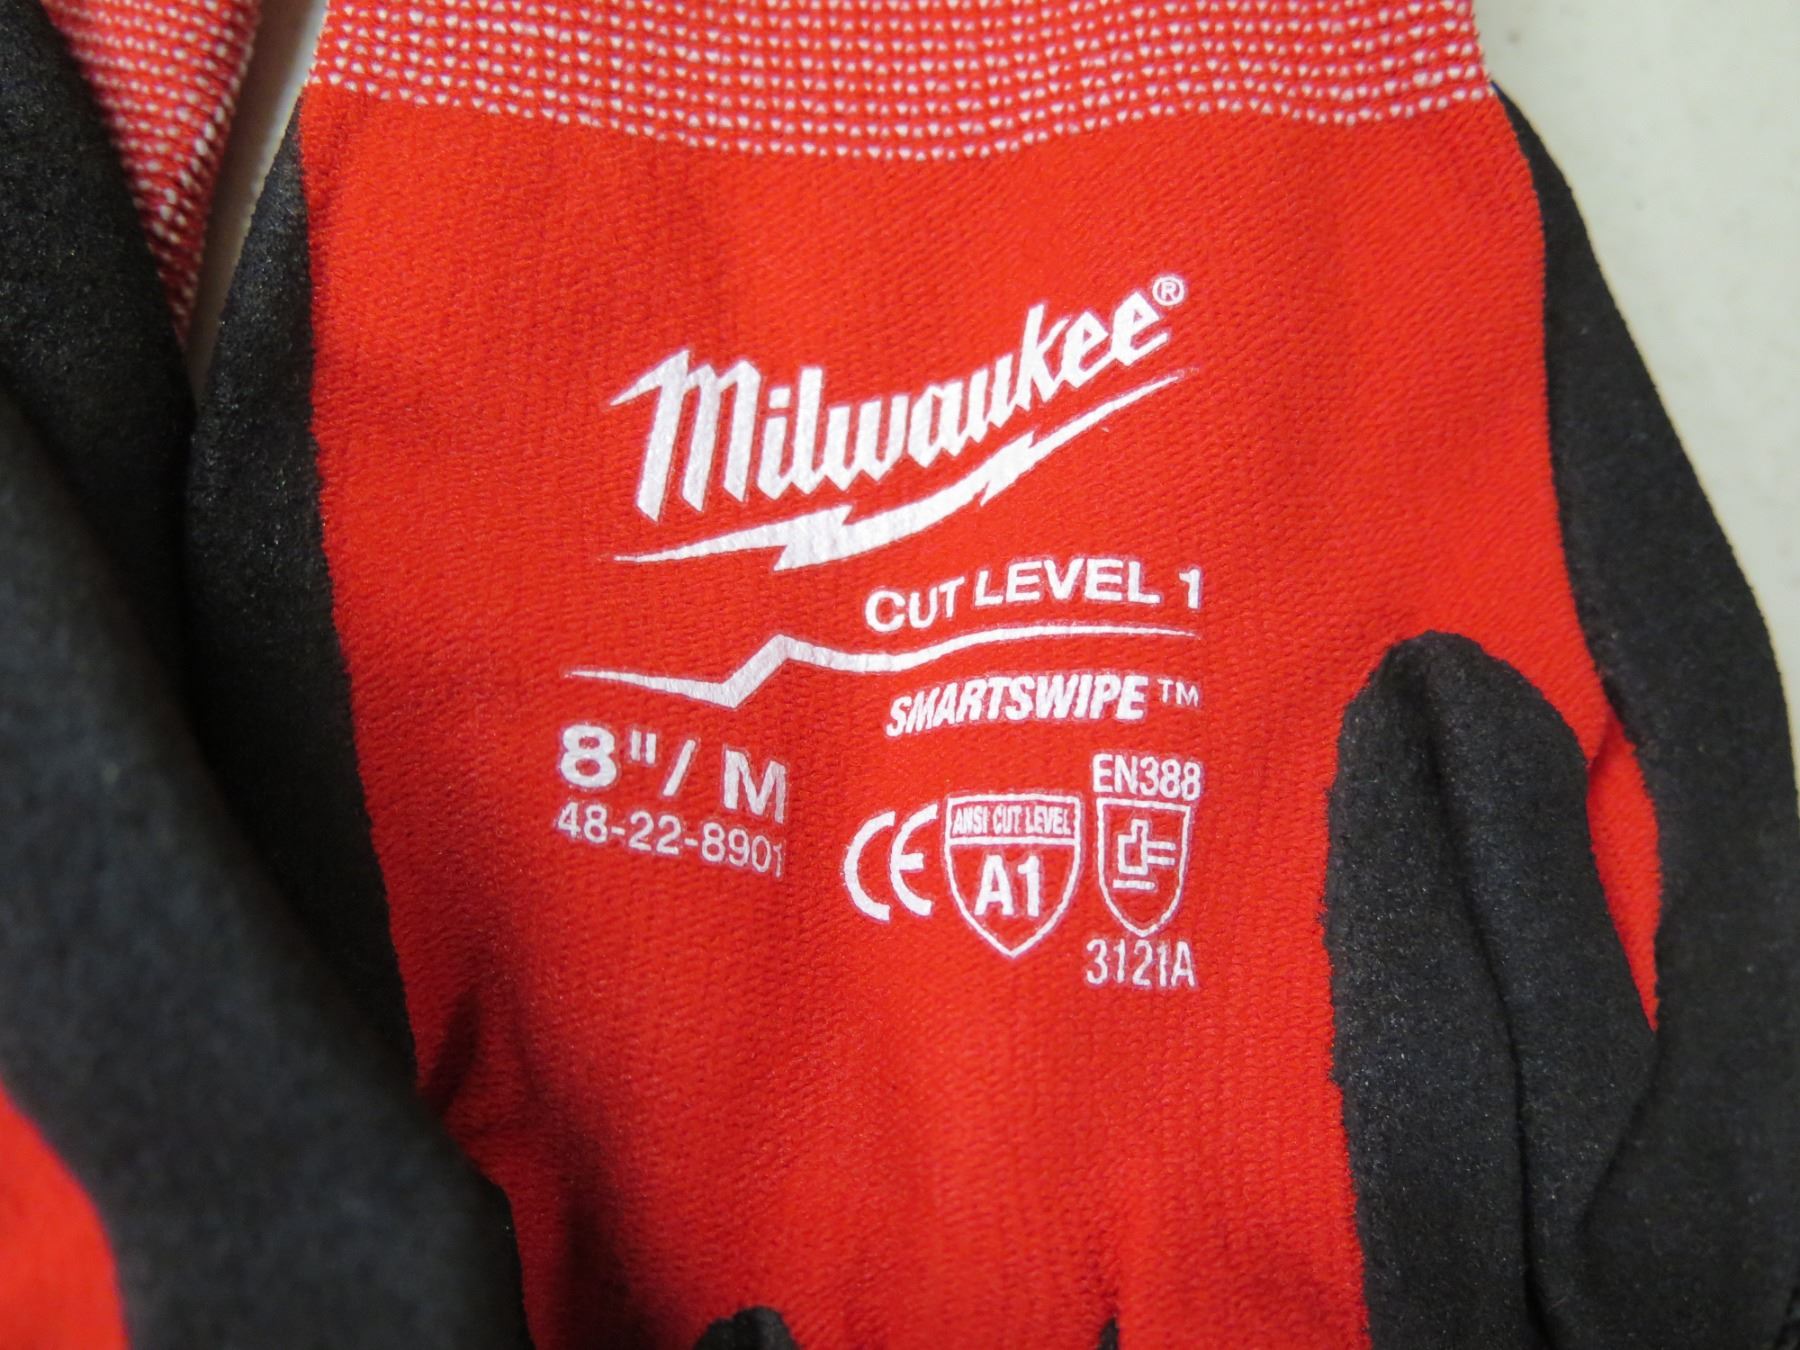 Milwaukee®
CUT LEVEL 1
SMARTSWIPE™
8"/ M
48-22-8901
CE
ANSI CUT LEVEL
A1
EN388
3121A